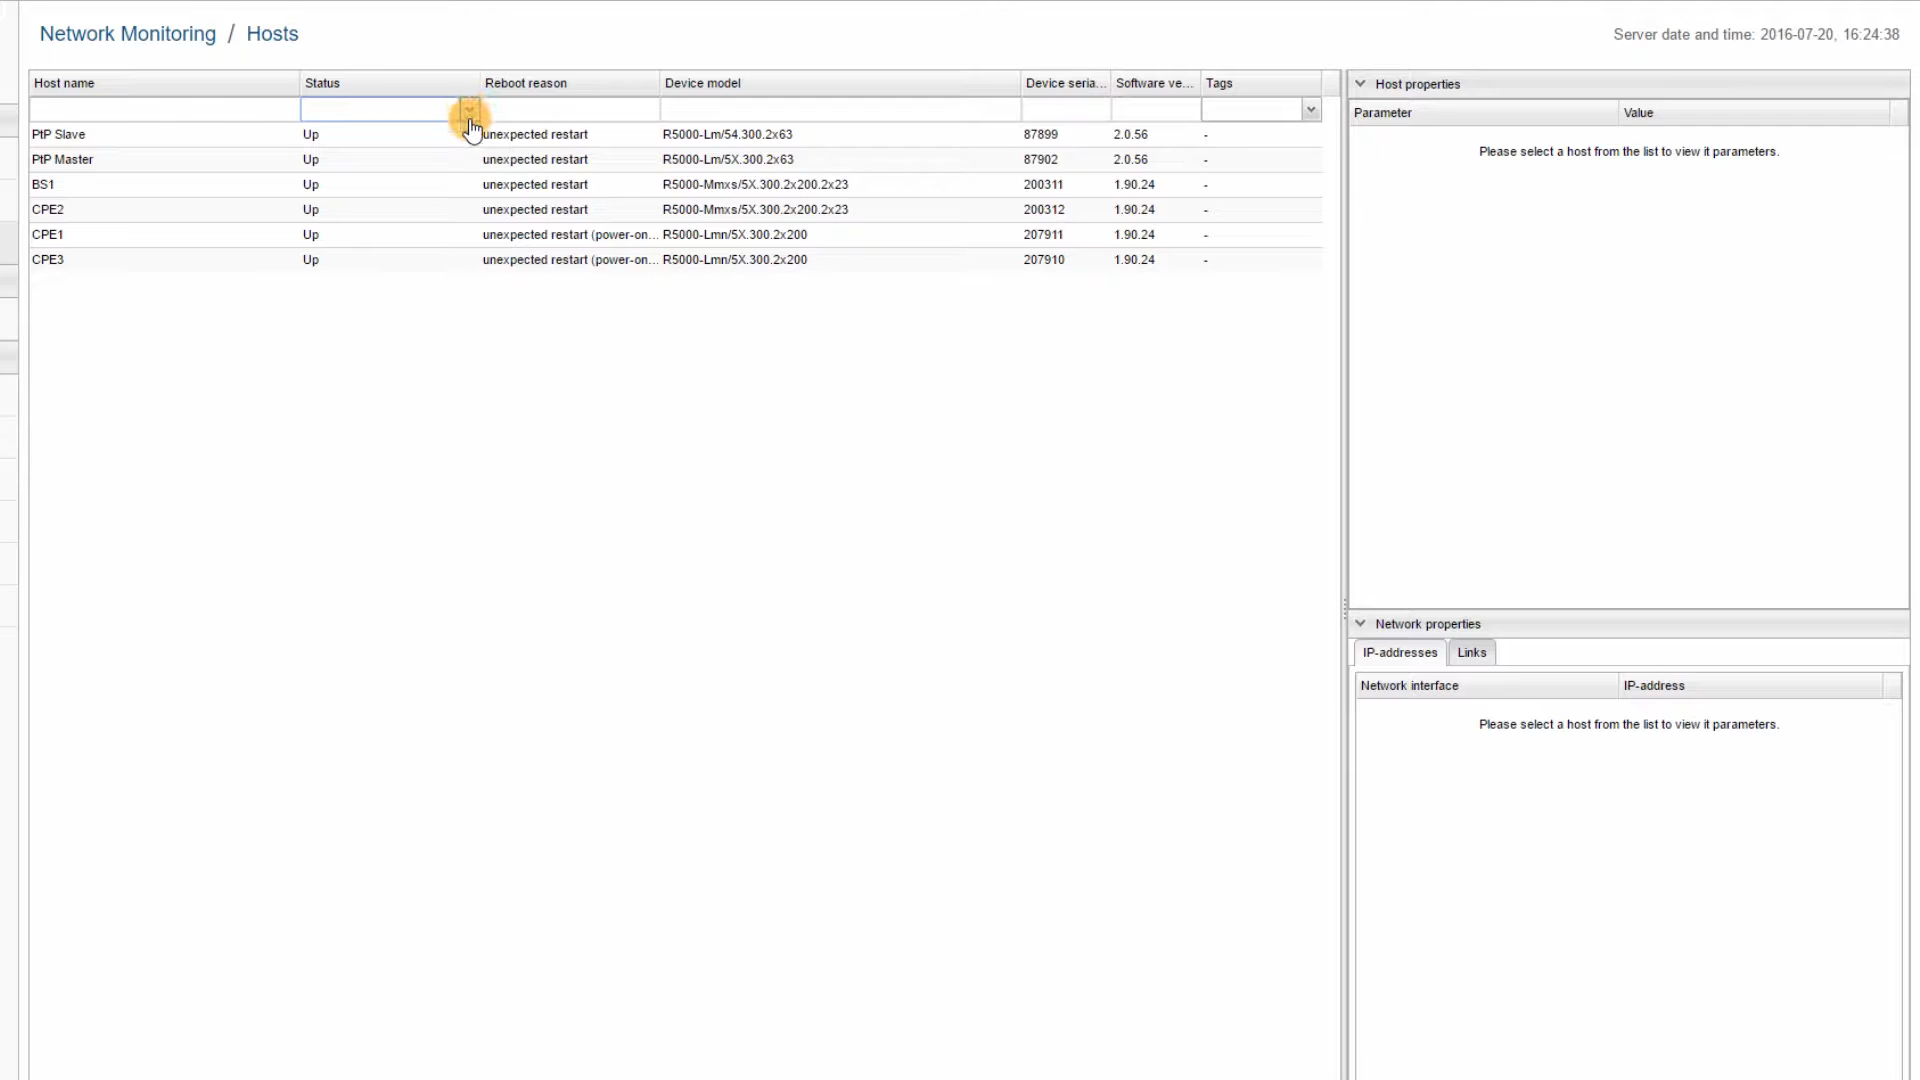 Network Monitoring / Hosts
Server date and time: 2016-07-20, 16:24:38
Host name Status Reboot reason Device model Device seria... Software ve... Tags
PtP Slave Up unexpected restart R5000-Lm/54.300.2x63 87899 2.0.56 -
PtP Master Up unexpected restart R5000-Lm/5X.300.2x63 87902 2.0.56 -
BS1 Up unexpected restart R5000-Mmxs/5X.300.2x200.2x23 200311 1.90.24 -
CPE2 Up unexpected restart R5000-Mmxs/5X.300.2x200.2x23 200312 1.90.24 -
CPE1 Up unexpected restart (power-on... R5000-Lmn/5X.300.2x200 207911 1.90.24 -
CPE3 Up unexpected restart (power-on... R5000-Lmn/5X.300.2x200 207910 1.90.24 -
Host properties
Parameter Value
Please select a host from the list to view it parameters.
Network properties
IP-addresses Links
Network interface IP-address
Please select a host from the list to view it parameters.